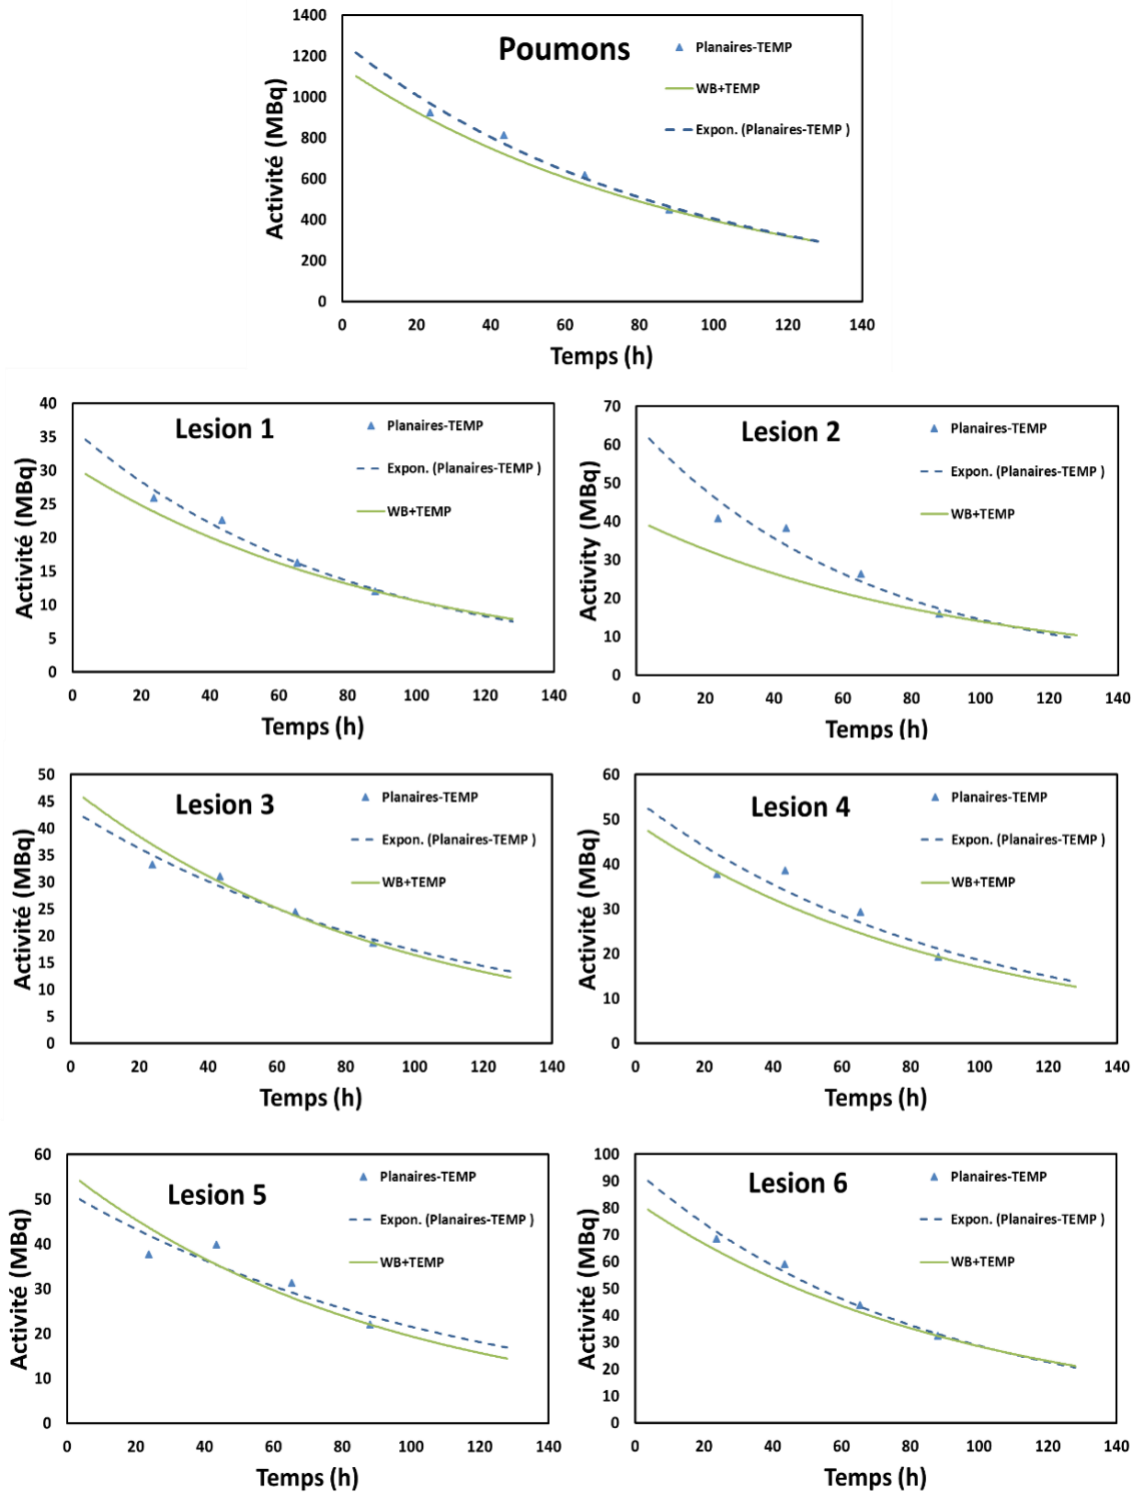 Poumons
Planaires-TEMP
WB+TEMP
Expon. (Planaires-TEMP )
Activité (MBq)
1400
1200
1000
800
600
400
200
0
0 20 40 60 80 100 120 140
Temps (h)
Lesion 1
Planaires-TEMP
Expon. (Planaires-TEMP )
WB+TEMP
Activité (MBq)
40
35
30
25
20
15
10
5
0
0 20 40 60 80 100 120 140
Temps (h)
Lesion 2
Planaires-TEMP
Expon. (Planaires-TEMP )
WB+TEMP
Activity (MBq)
70
60
50
40
30
20
10
0
0 20 40 60 80 100 120 140
Temps (h)
Lesion 3
Planaires-TEMP
Expon. (Planaires-TEMP )
WB+TEMP
Activité (MBq)
50
45
40
35
30
25
20
15
10
5
0
0 20 40 60 80 100 120 140
Temps (h)
Lesion 4
Planaires-TEMP
Expon. (Planaires-TEMP )
WB+TEMP
Activité (MBq)
60
50
40
30
20
10
0
0 20 40 60 80 100 120 140
Temps (h)
Lesion 5
Planaires-TEMP
Expon. (Planaires-TEMP )
WB+TEMP
Activité (MBq)
60
50
40
30
20
10
0
0 20 40 60 80 100 120 140
Temps (h)
Lesion 6
Planaires-TEMP
Expon. (Planaires-TEMP )
WB+TEMP
Activité (MBq)
100
90
80
70
60
50
40
30
20
10
0
0 20 40 60 80 100 120 140
Temps (h)